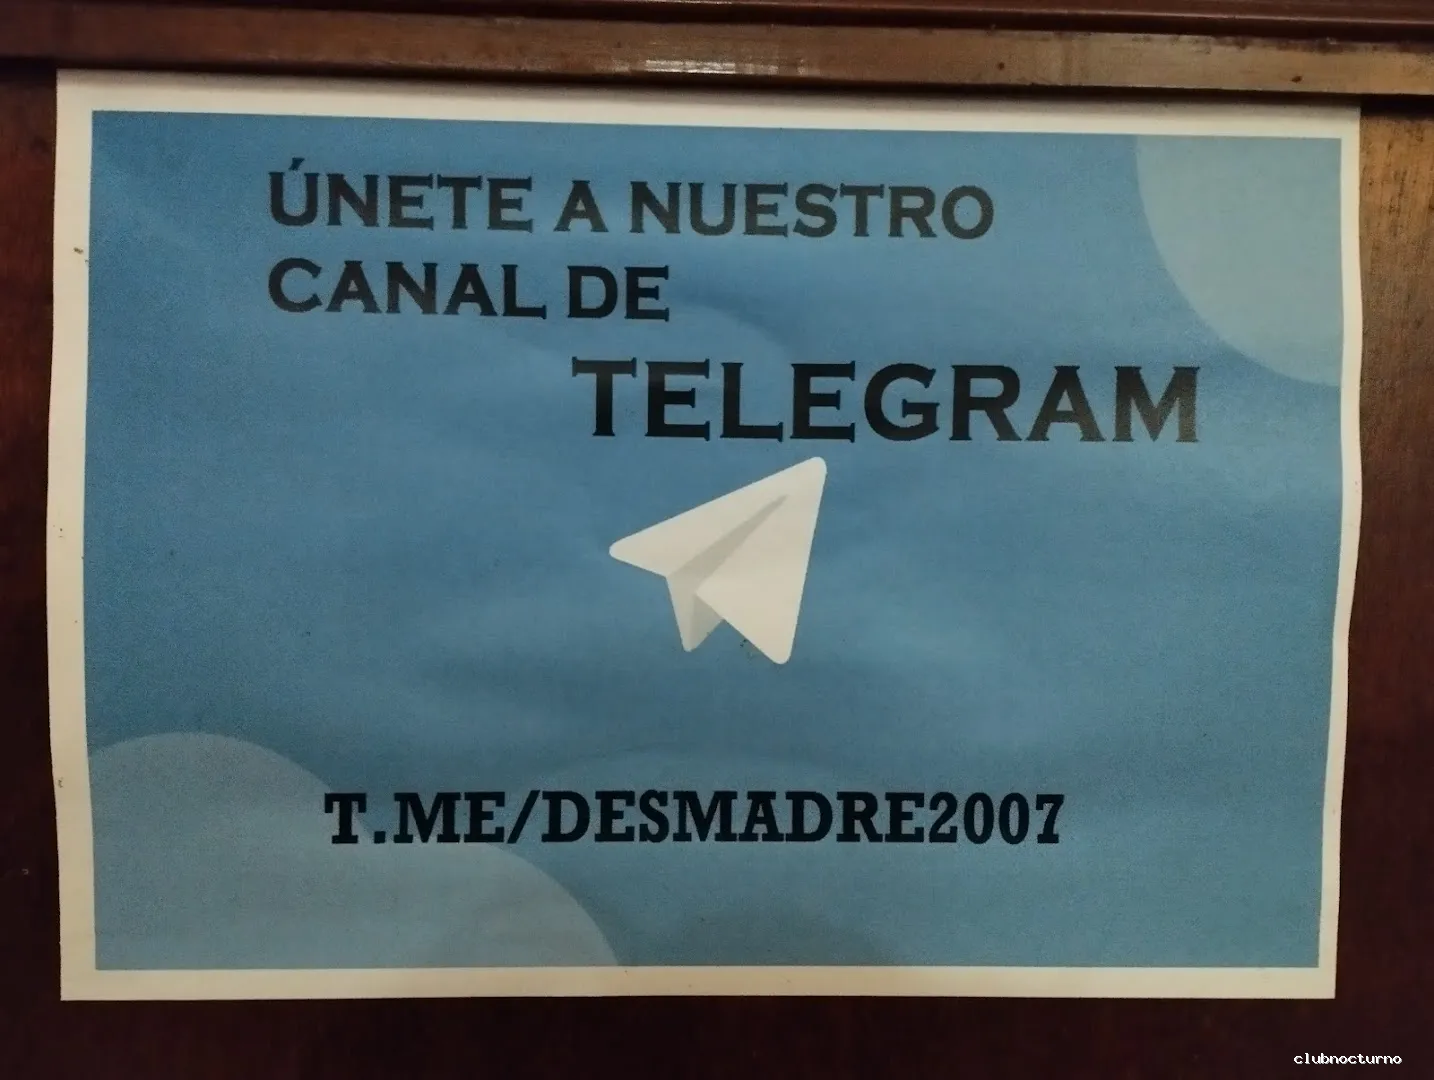 ÚNETE A NUESTRO
CANAL DE
TELEGRAM
T.ME/DESMADRE2007
clubnocturno